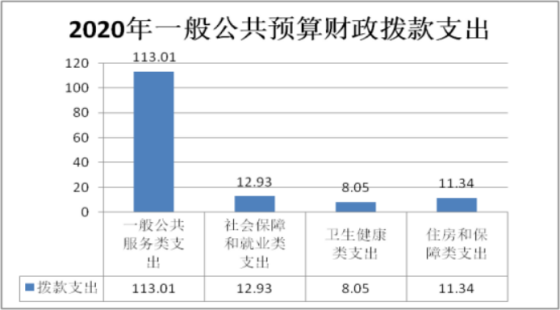 2020年一般公共预算财政拨款支出
120
100
80
60
40
20
0
113.01
12.93
8.05
11.34
一般公共
服务类支
出
社会保障
和就业类
支出
卫生健康
类支出
住房和保
障类支出
拨款支出 113.01 12.93 8.05 11.34